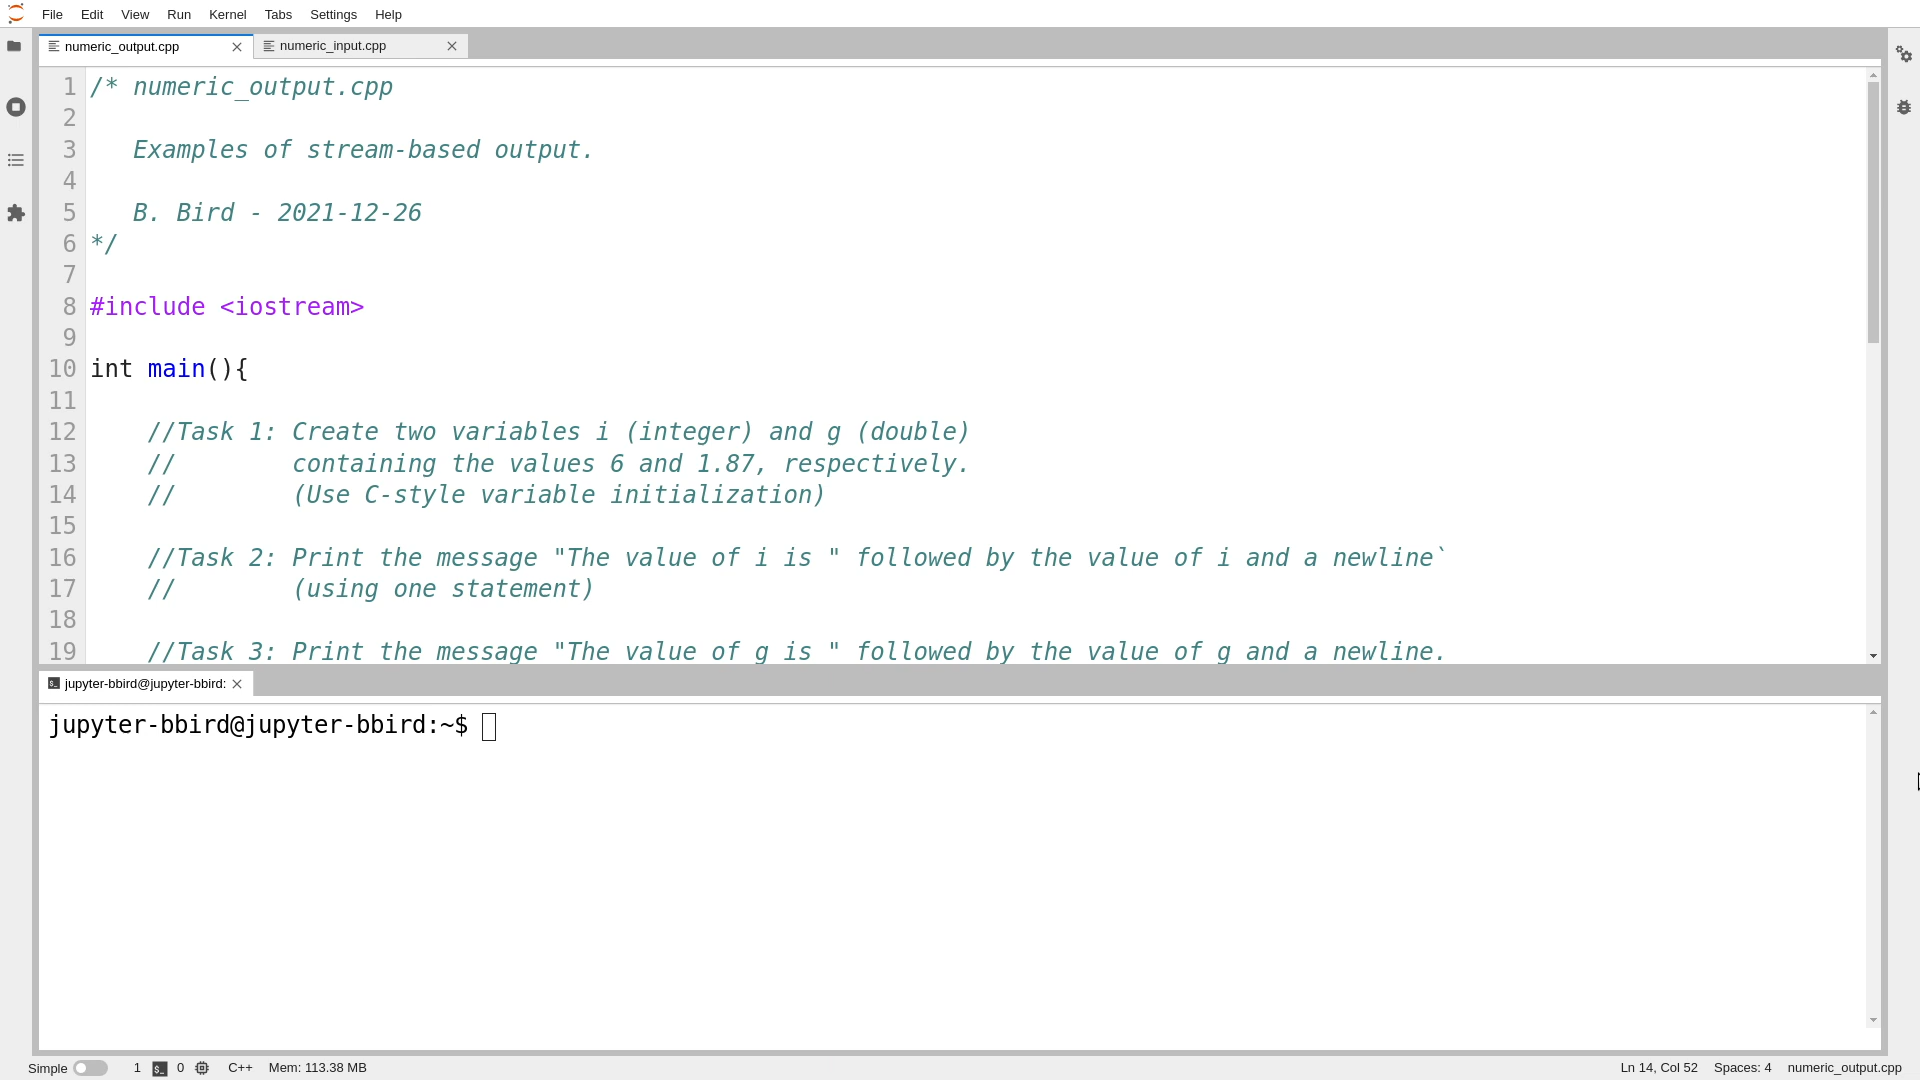 File Edit View Run Kernel Tabs Settings Help
numeric_output.cpp numeric_input.cpp
1 /* numeric_output.cpp
2
3    Examples of stream-based output.
4
5    B. Bird - 2021-12-26
6 */
7
8 #include <iostream>
9
10 int main(){
11
12     //Task 1: Create two variables i (integer) and g (double)
13     //        containing the values 6 and 1.87, respectively.
14     //        (Use C-style variable initialization)
15
16     //Task 2: Print the message "The value of i is " followed by the value of i and a newline`
17     //        (using one statement)
18
19     //Task 3: Print the message "The value of g is " followed by the value of g and a newline.
jupyter-bbird@jupyter-bbird:
jupyter-bbird@jupyter-bbird:~$
Simple 1 $_ 0 C++ Mem: 113.38 MB Ln 14, Col 52 Spaces: 4 numeric_output.cpp